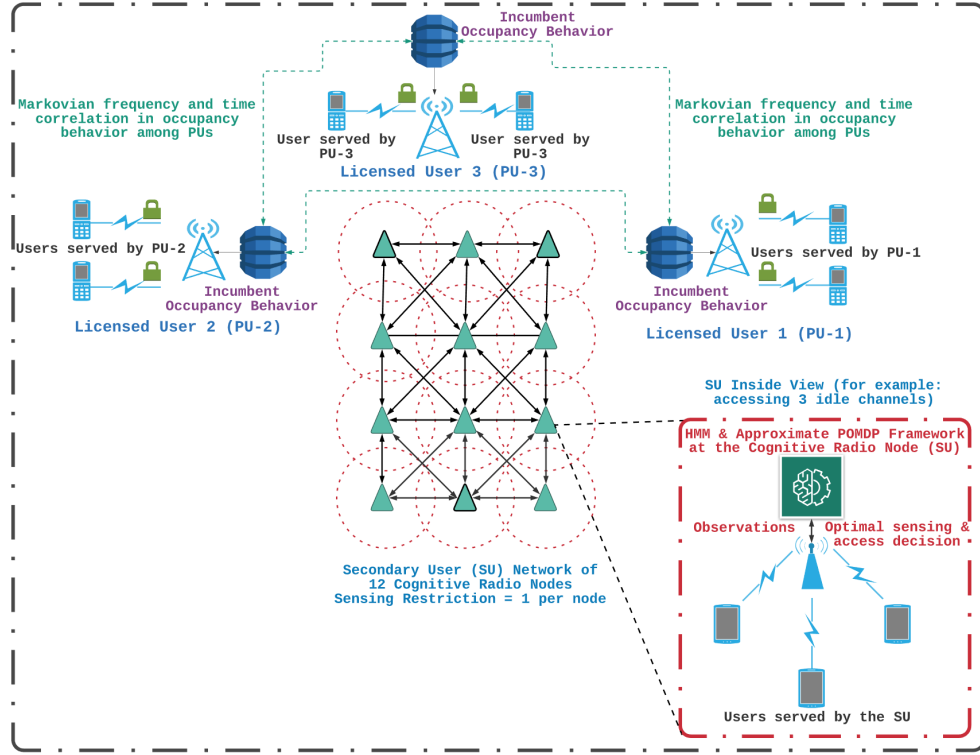 Incumbent
Occupancy Behavior
Markovian frequency and time
correlation in occupancy
behavior among PUs
Markovian frequency and time
correlation in occupancy
behavior among PUs
User served by
PU-3
User served by
PU-3
Licensed User 3 (PU-3)
Users served by PU-2
Users served by PU-1
Incumbent
Occupancy Behavior
Incumbent
Occupancy Behavior
Licensed User 2 (PU-2)
Licensed User 1 (PU-1)
SU Inside View (for example:
accessing 3 idle channels)
HMM & Approximate POMDP Framework
at the Cognitive Radio Node (SU)
Observations
Optimal sensing &
access decision
Secondary User (SU) Network of
12 Cognitive Radio Nodes
Sensing Restriction = 1 per node
Users served by the SU